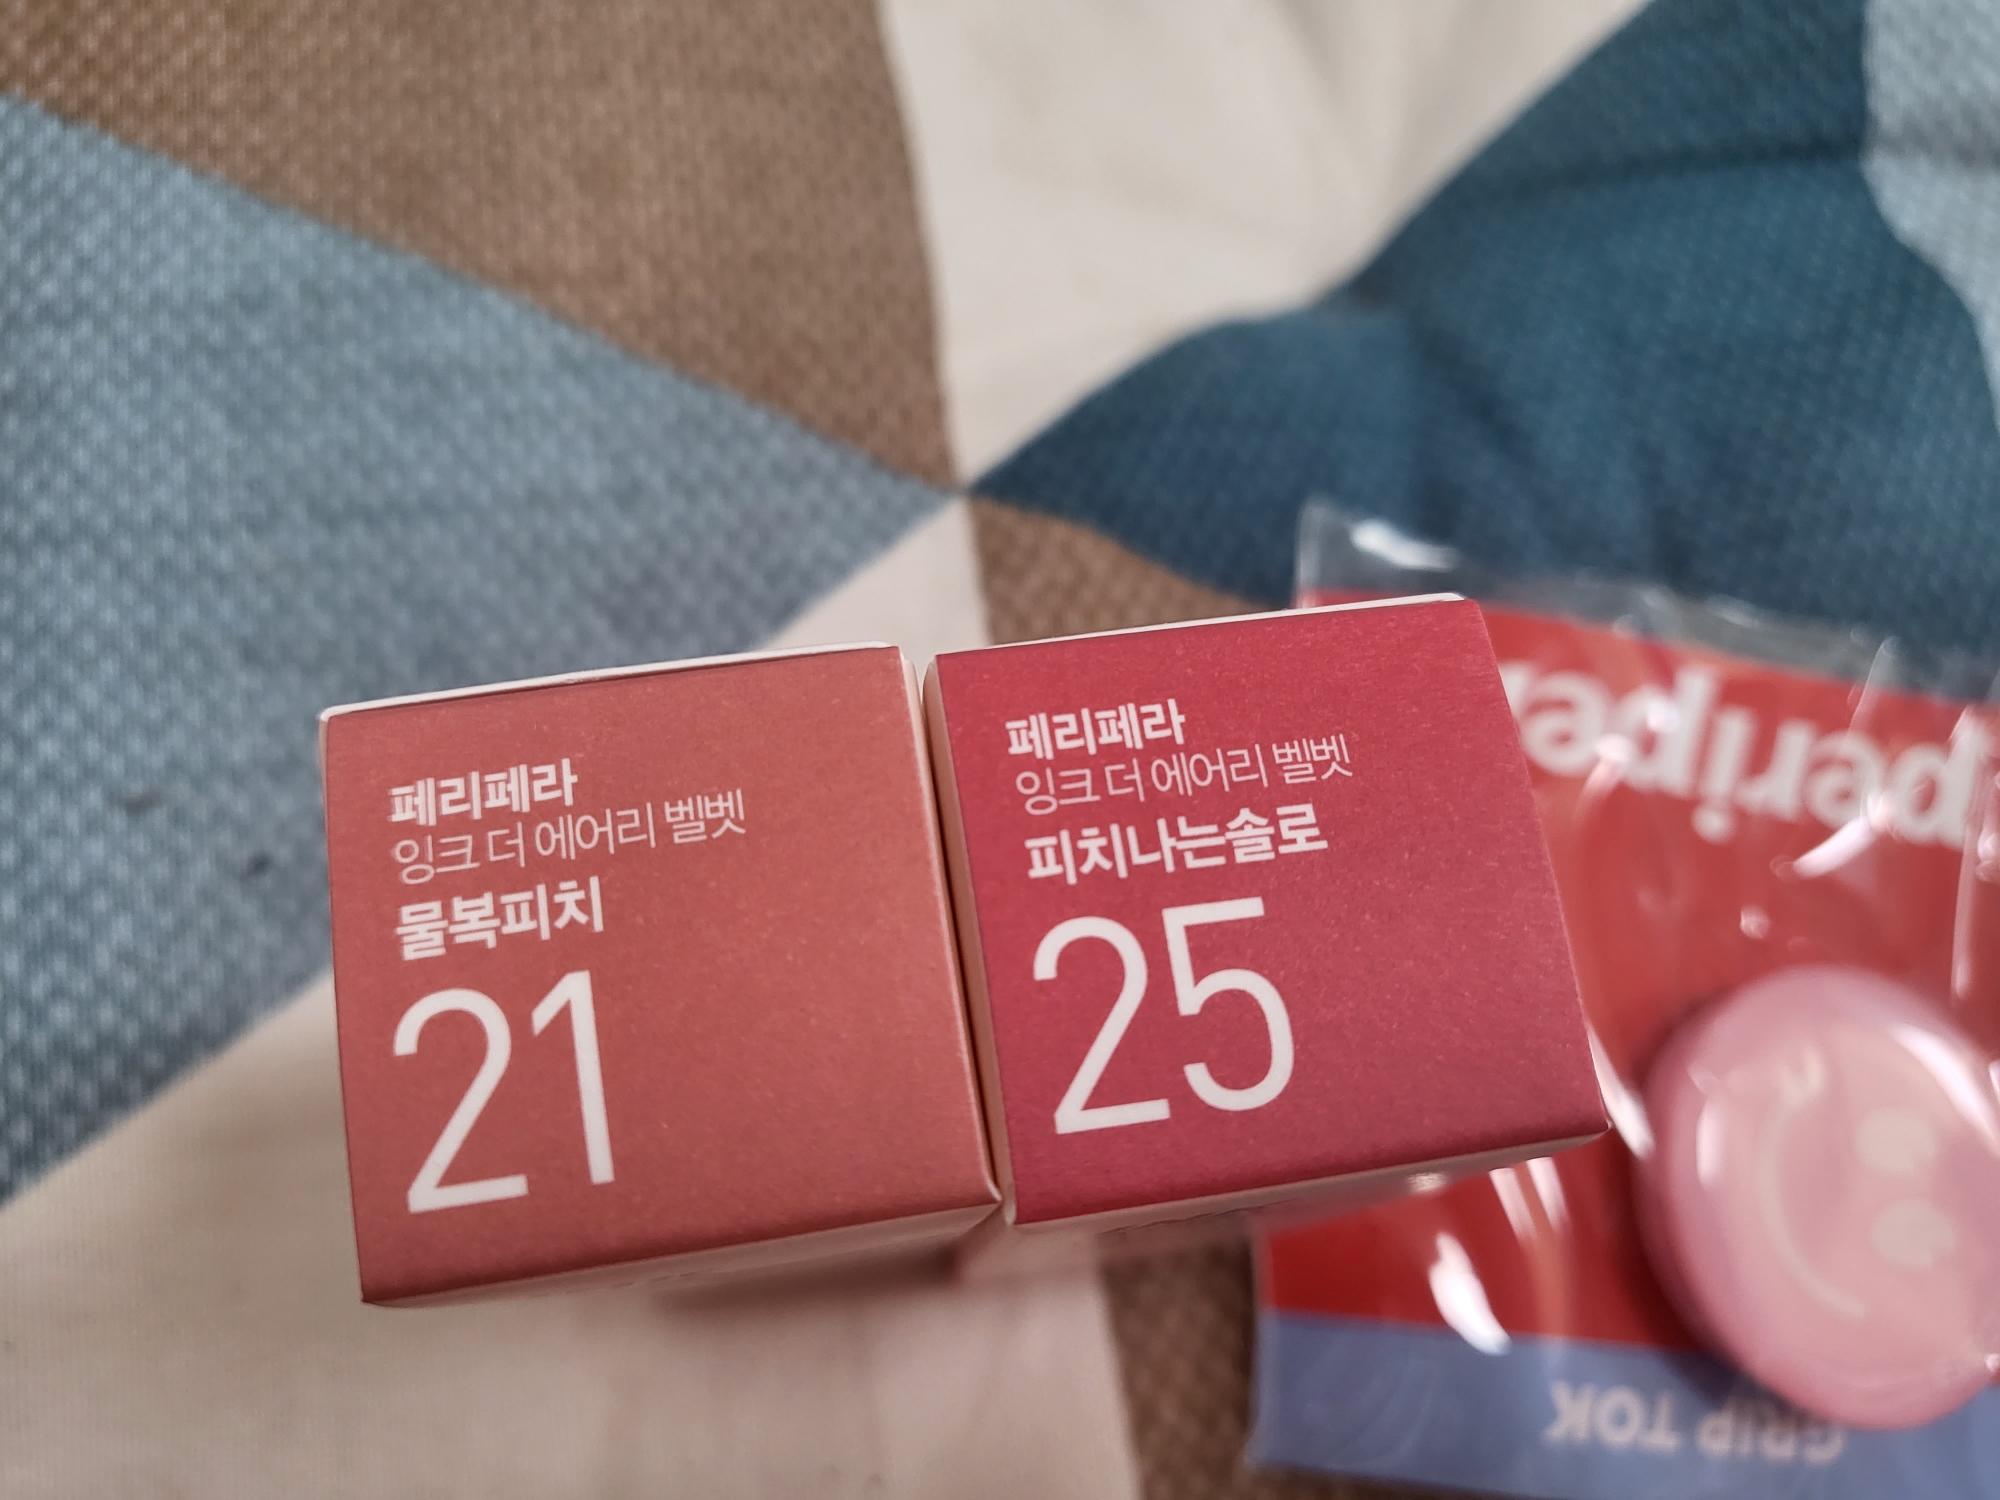 페리페라
잉크 더 에어리 벨벳
물복피치
21
페리페라
잉크 더 에어리 벨벳
피치나는솔로
25
peripe
GRIP TOK